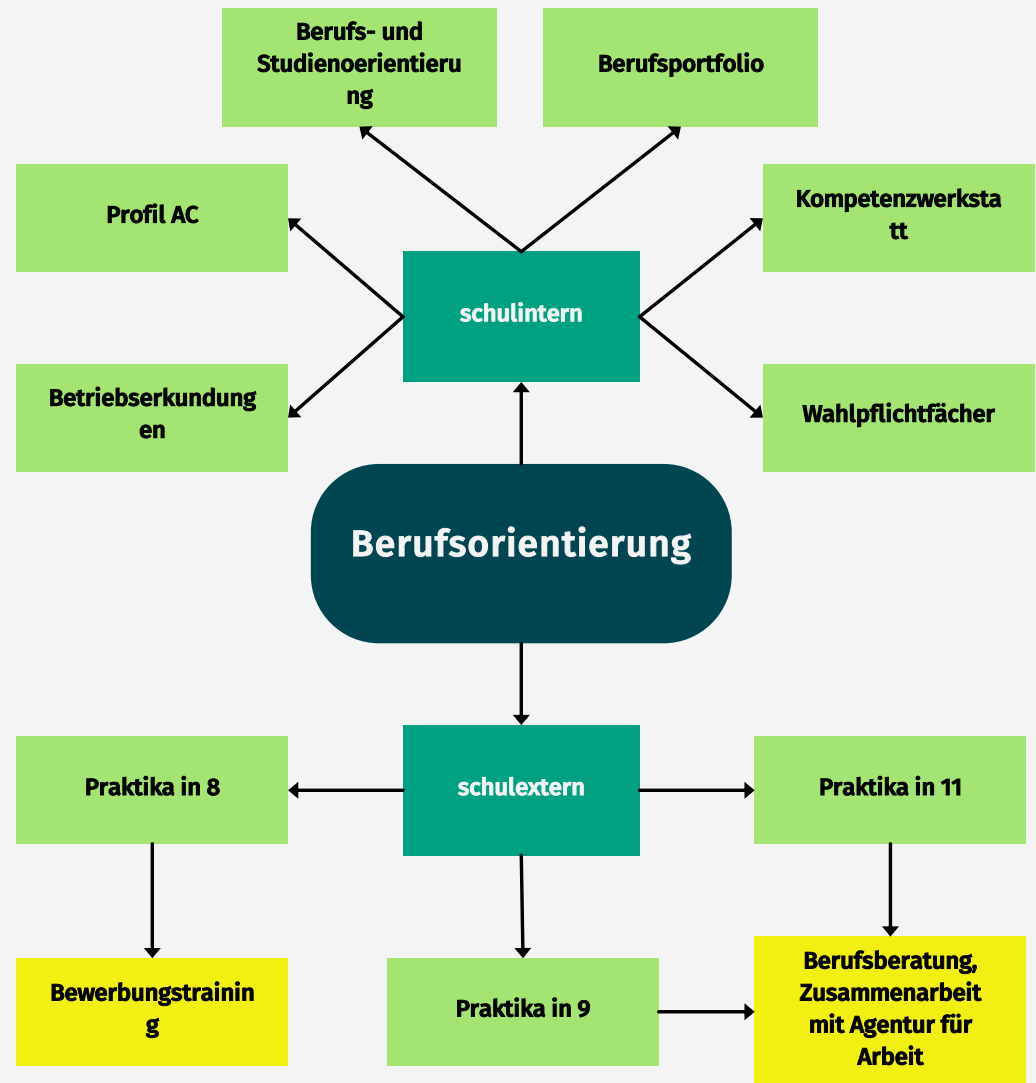 Berufs- und
Studienoerientieru
ng
Berufsportfolio
Profil AC
Kompetenzwerksta
tt
schulintern
Betriebserkundung
en
Wahlpflichtfächer
Berufsorientierung
Praktika in 8
schulextern
Praktika in 11
Bewerbungstrainin
g
Praktika in 9
Berufsberatung,
Zusammenarbeit
mit Agentur für
Arbeit